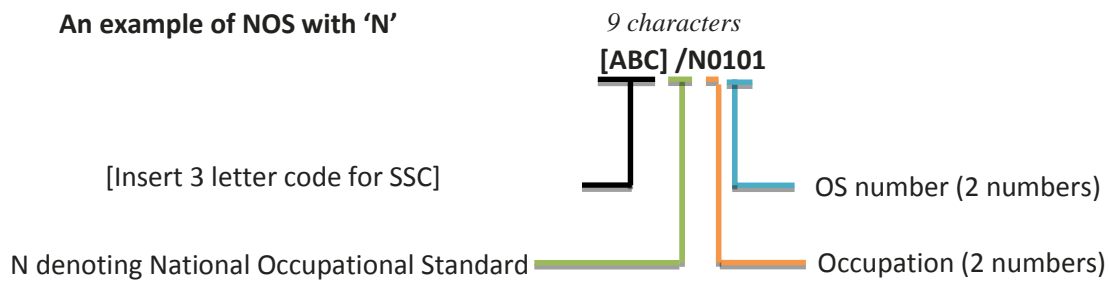 An example of NOS with ‘N’
9 characters
[ABC] /N0101
[Insert 3 letter code for SSC]
OS number (2 numbers)
N denoting National Occupational Standard
Occupation (2 numbers)